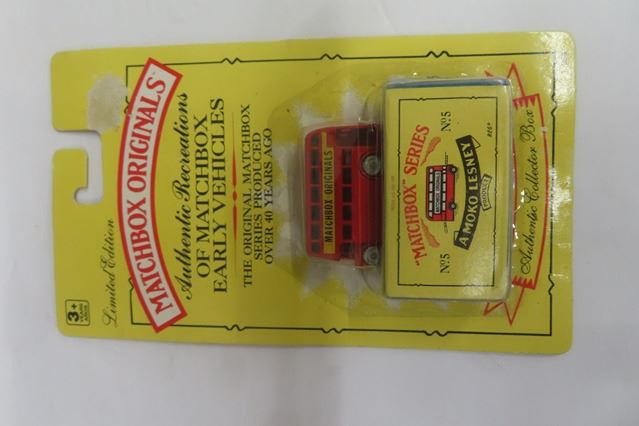 Limited Edition
MATCHBOX ORIGINALS™
Authentic Recreations
OF MATCHBOX
EARLY VEHICLES
THE ORIGINAL MATCHBOX
SERIES PRODUCED
OVER 40 YEARS AGO
3+
MATCHBOX ORIGINALS
"MATCHBOX" SERIES
Nº5
Nº5
A MOKO LESNEY
PRODUCT
Authentic Collector Box